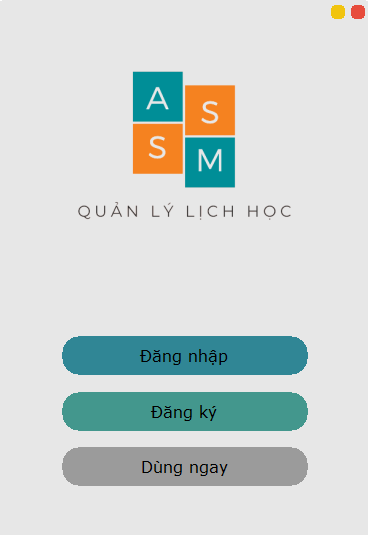 A S
S M
QUẢN LÝ LỊCH HỌC
Đăng nhập
Đăng ký
Dùng ngay